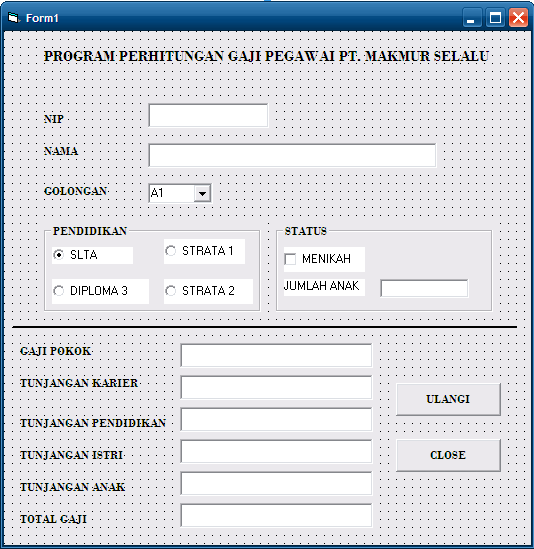 Form1
PROGRAM PERHITUNGAN GAJI PEGAWAI PT. MAKMUR SELALU
NIP
NAMA
GOLONGAN A1
PENDIDIKAN
SLTA
STRATA 1
DIPLOMA 3
STRATA 2
STATUS
MENIKAH
JUMLAH ANAK
GAJI POKOK
TUNJANGAN KARIER
TUNJANGAN PENDIDIKAN
TUNJANGAN ISTRI
TUNJANGAN ANAK
TOTAL GAJI
ULANGI
CLOSE